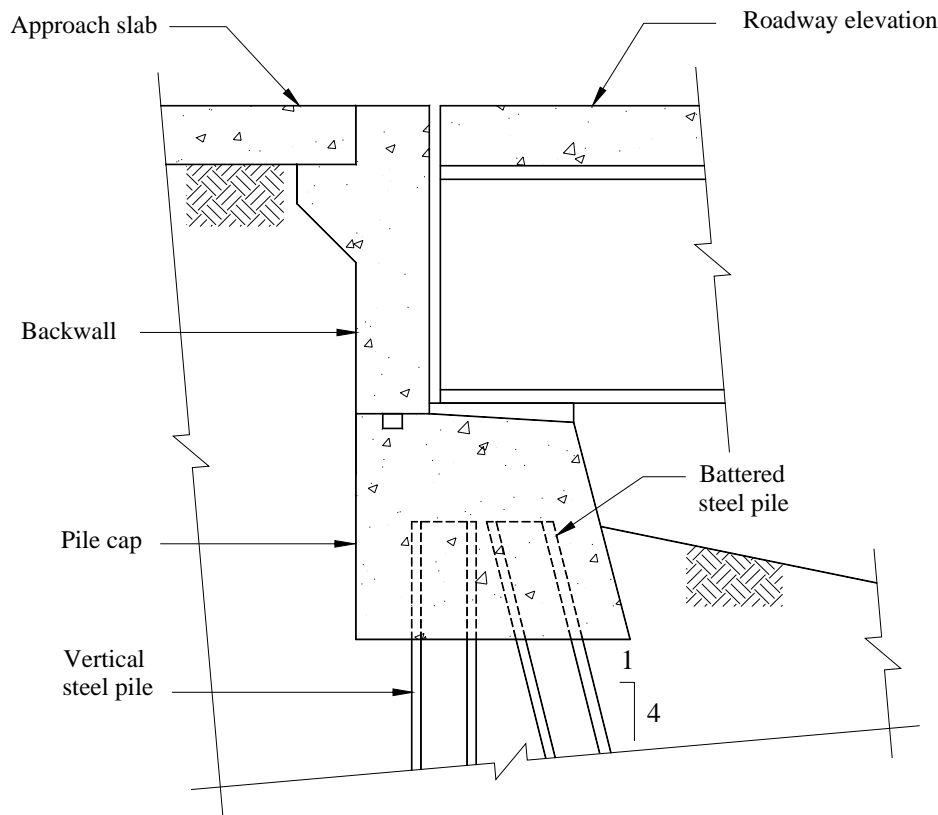 Approach slab
Roadway elevation
Backwall
Battered
steel pile
Pile cap
Vertical
steel pile
1
4